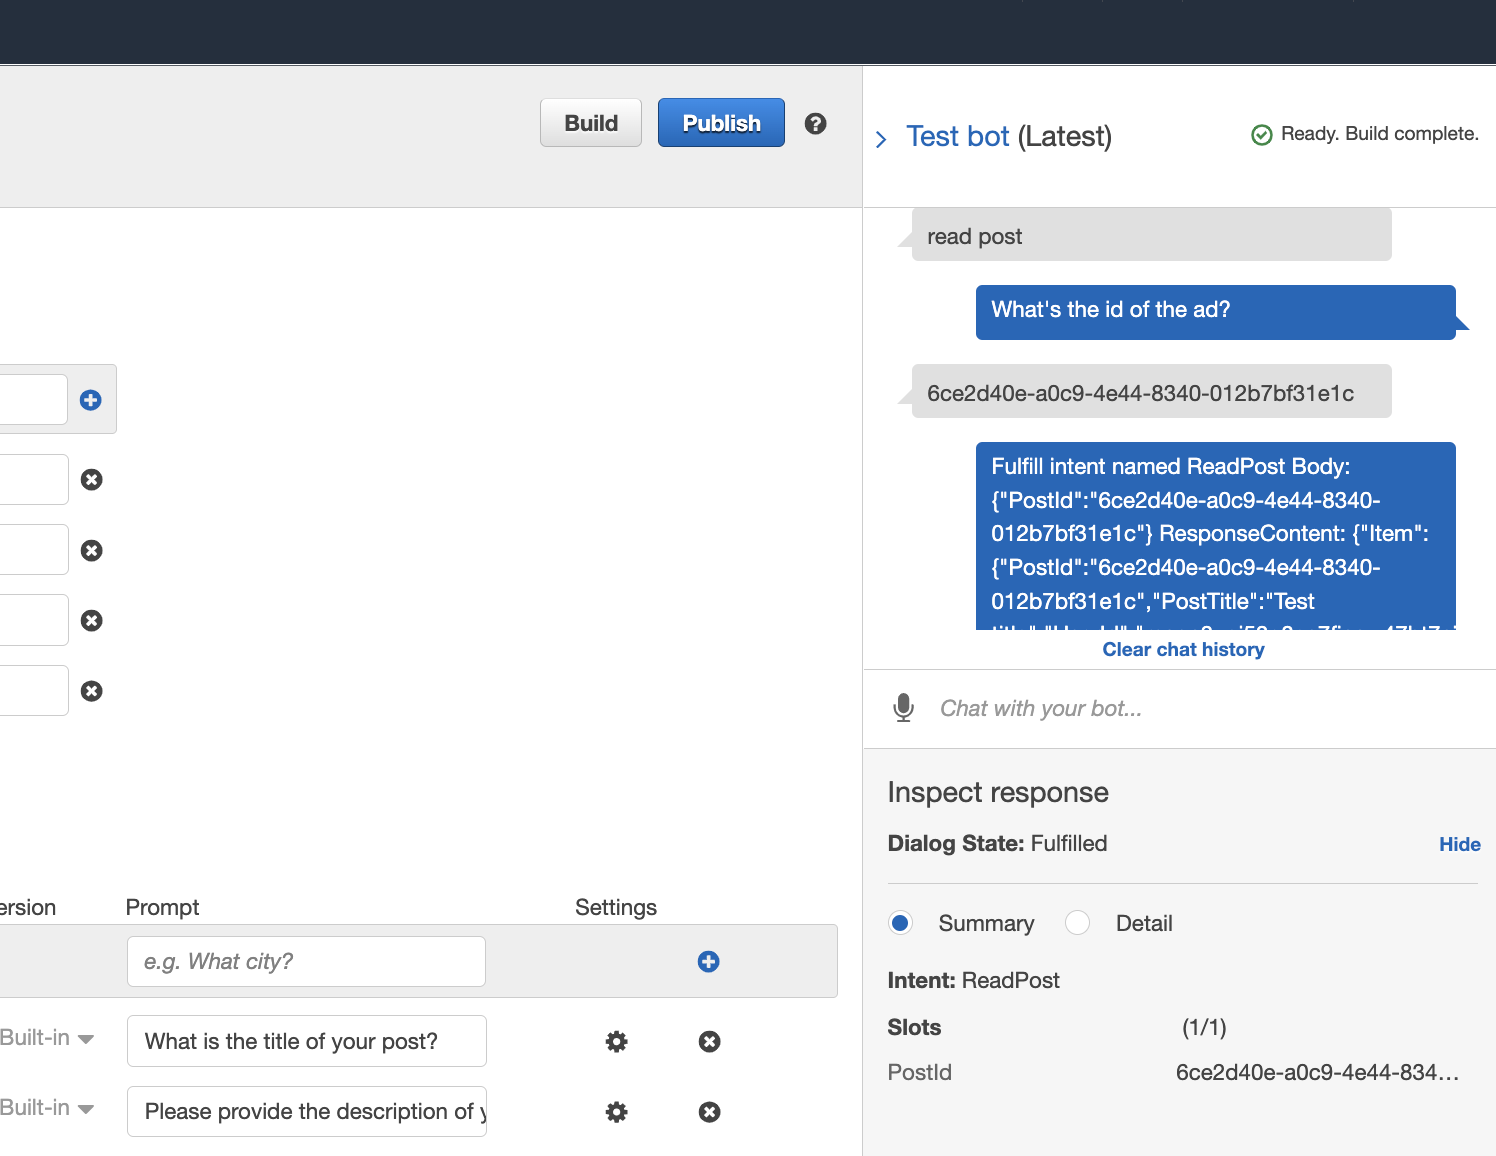 Build
Publish
?
Test bot (Latest)
Ready. Build complete.
read post
What's the id of the ad?
6ce2d40e-a0c9-4e44-8340-012b7bf31e1c
Fulfill intent named ReadPost Body:
{"PostId":"6ce2d40e-a0c9-4e44-8340-
012b7bf31e1c"} ResponseContent: {"Item":
{"PostId":"6ce2d40e-a0c9-4e44-8340-
012b7bf31e1c","PostTitle":"Test
Clear chat history
Chat with your bot...
Inspect response
Dialog State: Fulfilled
Hide
Summary
Detail
Intent: ReadPost
Slots (1/1)
PostId 6ce2d40e-a0c9-4e44-834...
ersion Prompt Settings
e.g. What city?
Built-in What is the title of your post?
Built-in Please provide the description of